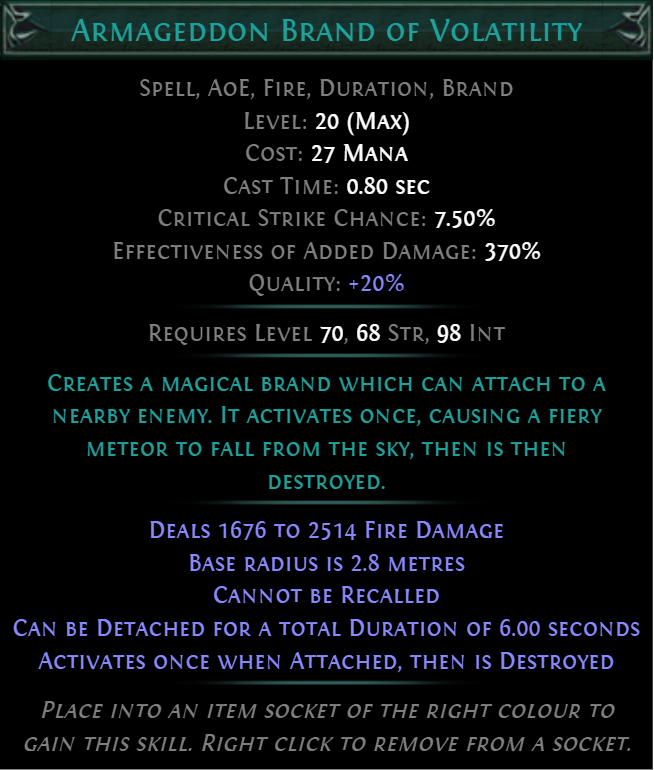 Armageddon Brand of Volatility
Spell, AoE, Fire, Duration, Brand
Level: 20 (Max)
Cost: 27 Mana
Cast Time: 0.80 sec
Critical Strike Chance: 7.50%
Effectiveness of Added Damage: 370%
Quality: +20%
Requires Level 70, 68 Str, 98 Int
Creates a magical brand which can attach to a
nearby enemy. It activates once, causing a fiery
meteor to fall from the sky, then is then
destroyed.
Deals 1676 to 2514 Fire Damage
Base radius is 2.8 metres
Cannot be Recalled
Can be Detached for a total Duration of 6.00 seconds
Activates once when Attached, then is Destroyed
Place into an item socket of the right colour to
gain this skill. Right click to remove from a socket.